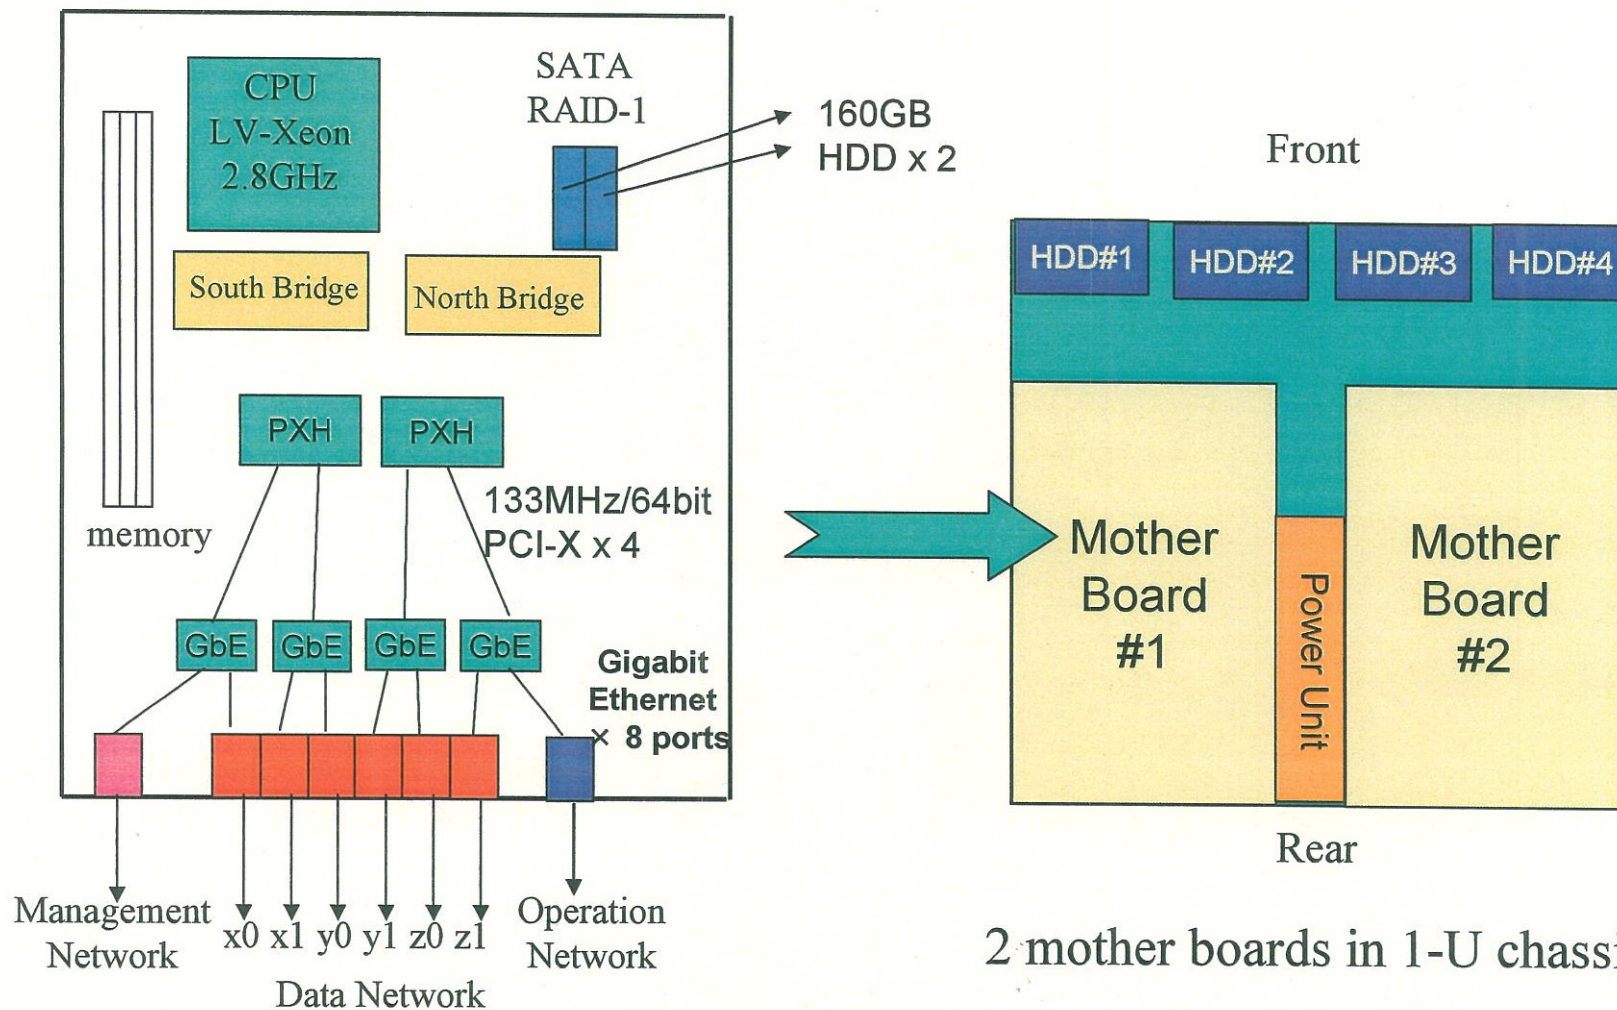 CPU
LV-Xeon
2.8GHz
SATA
RAID-1
160GB
HDD x 2
South Bridge
North Bridge
memory
PXH
PXH
133MHz/64bit
PCI-X x 4
GbE
GbE
GbE
GbE
Gigabit
Ethernet
× 8 ports
Management
Network
x0 x1 y0 y1 z0 z1
Data Network
Operation
Network
Front
HDD#1
HDD#2
HDD#3
HDD#4
Mother
Board
#1
Power Unit
Mother
Board
#2
Rear
2 mother boards in 1-U chassi